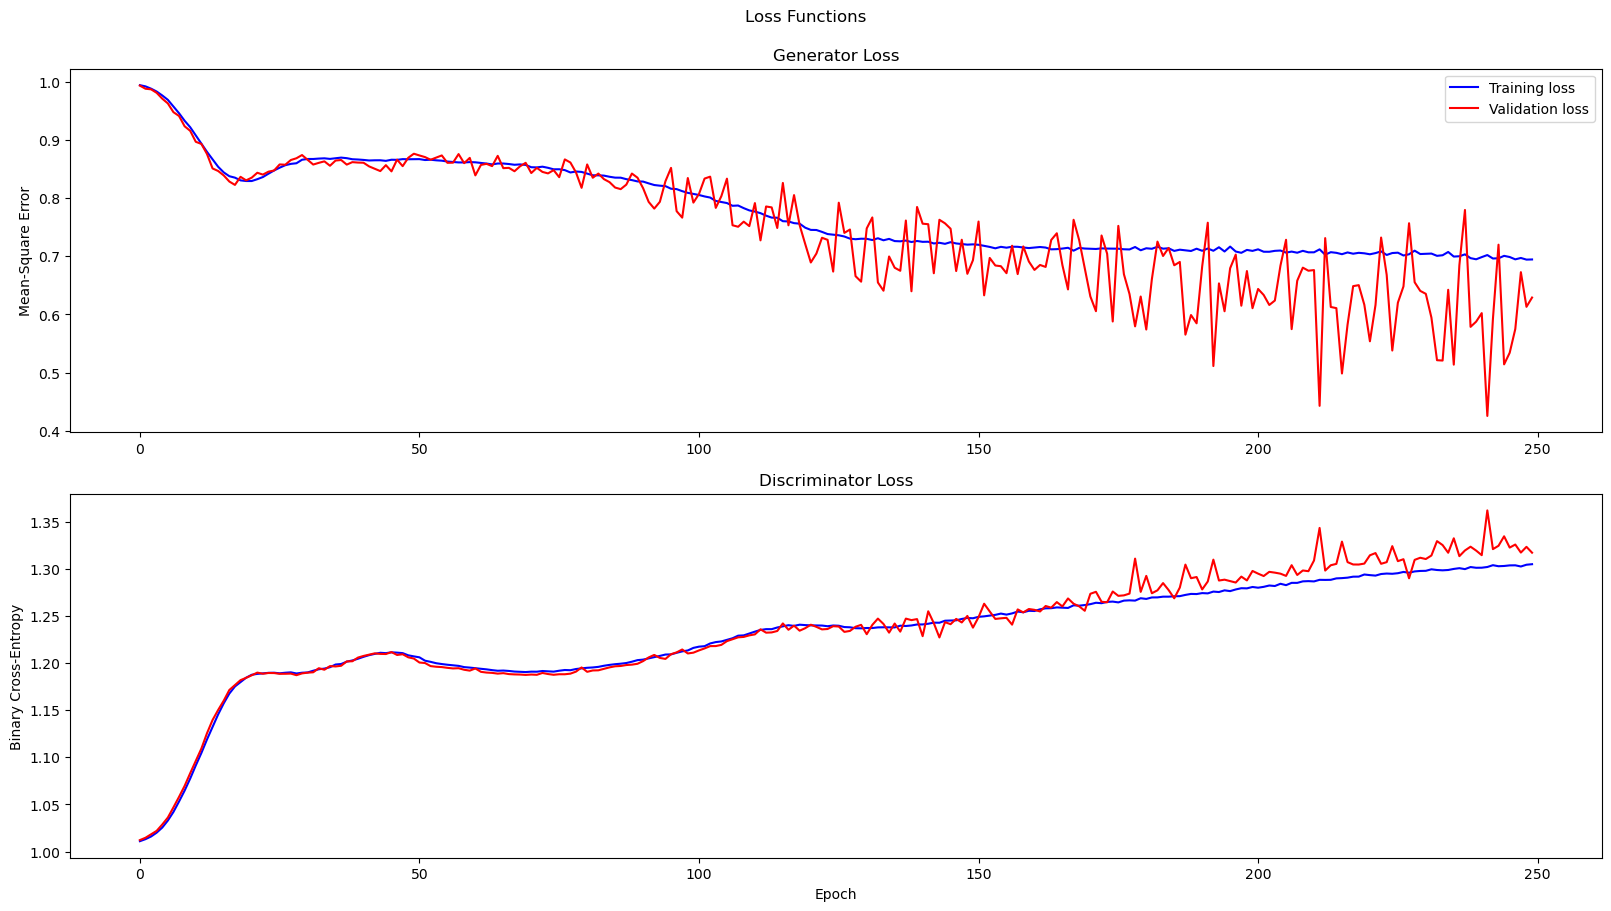 Loss Functions
Generator Loss
Mean-Square Error
1.0
0.9
0.8
0.7
0.6
0.5
0.4
Training loss
Validation loss
0 50 100 150 200 250
Discriminator Loss
Binary Cross-Entropy
1.35
1.30
1.25
1.20
1.15
1.10
1.05
1.00
0 50 100 150 200 250
Epoch